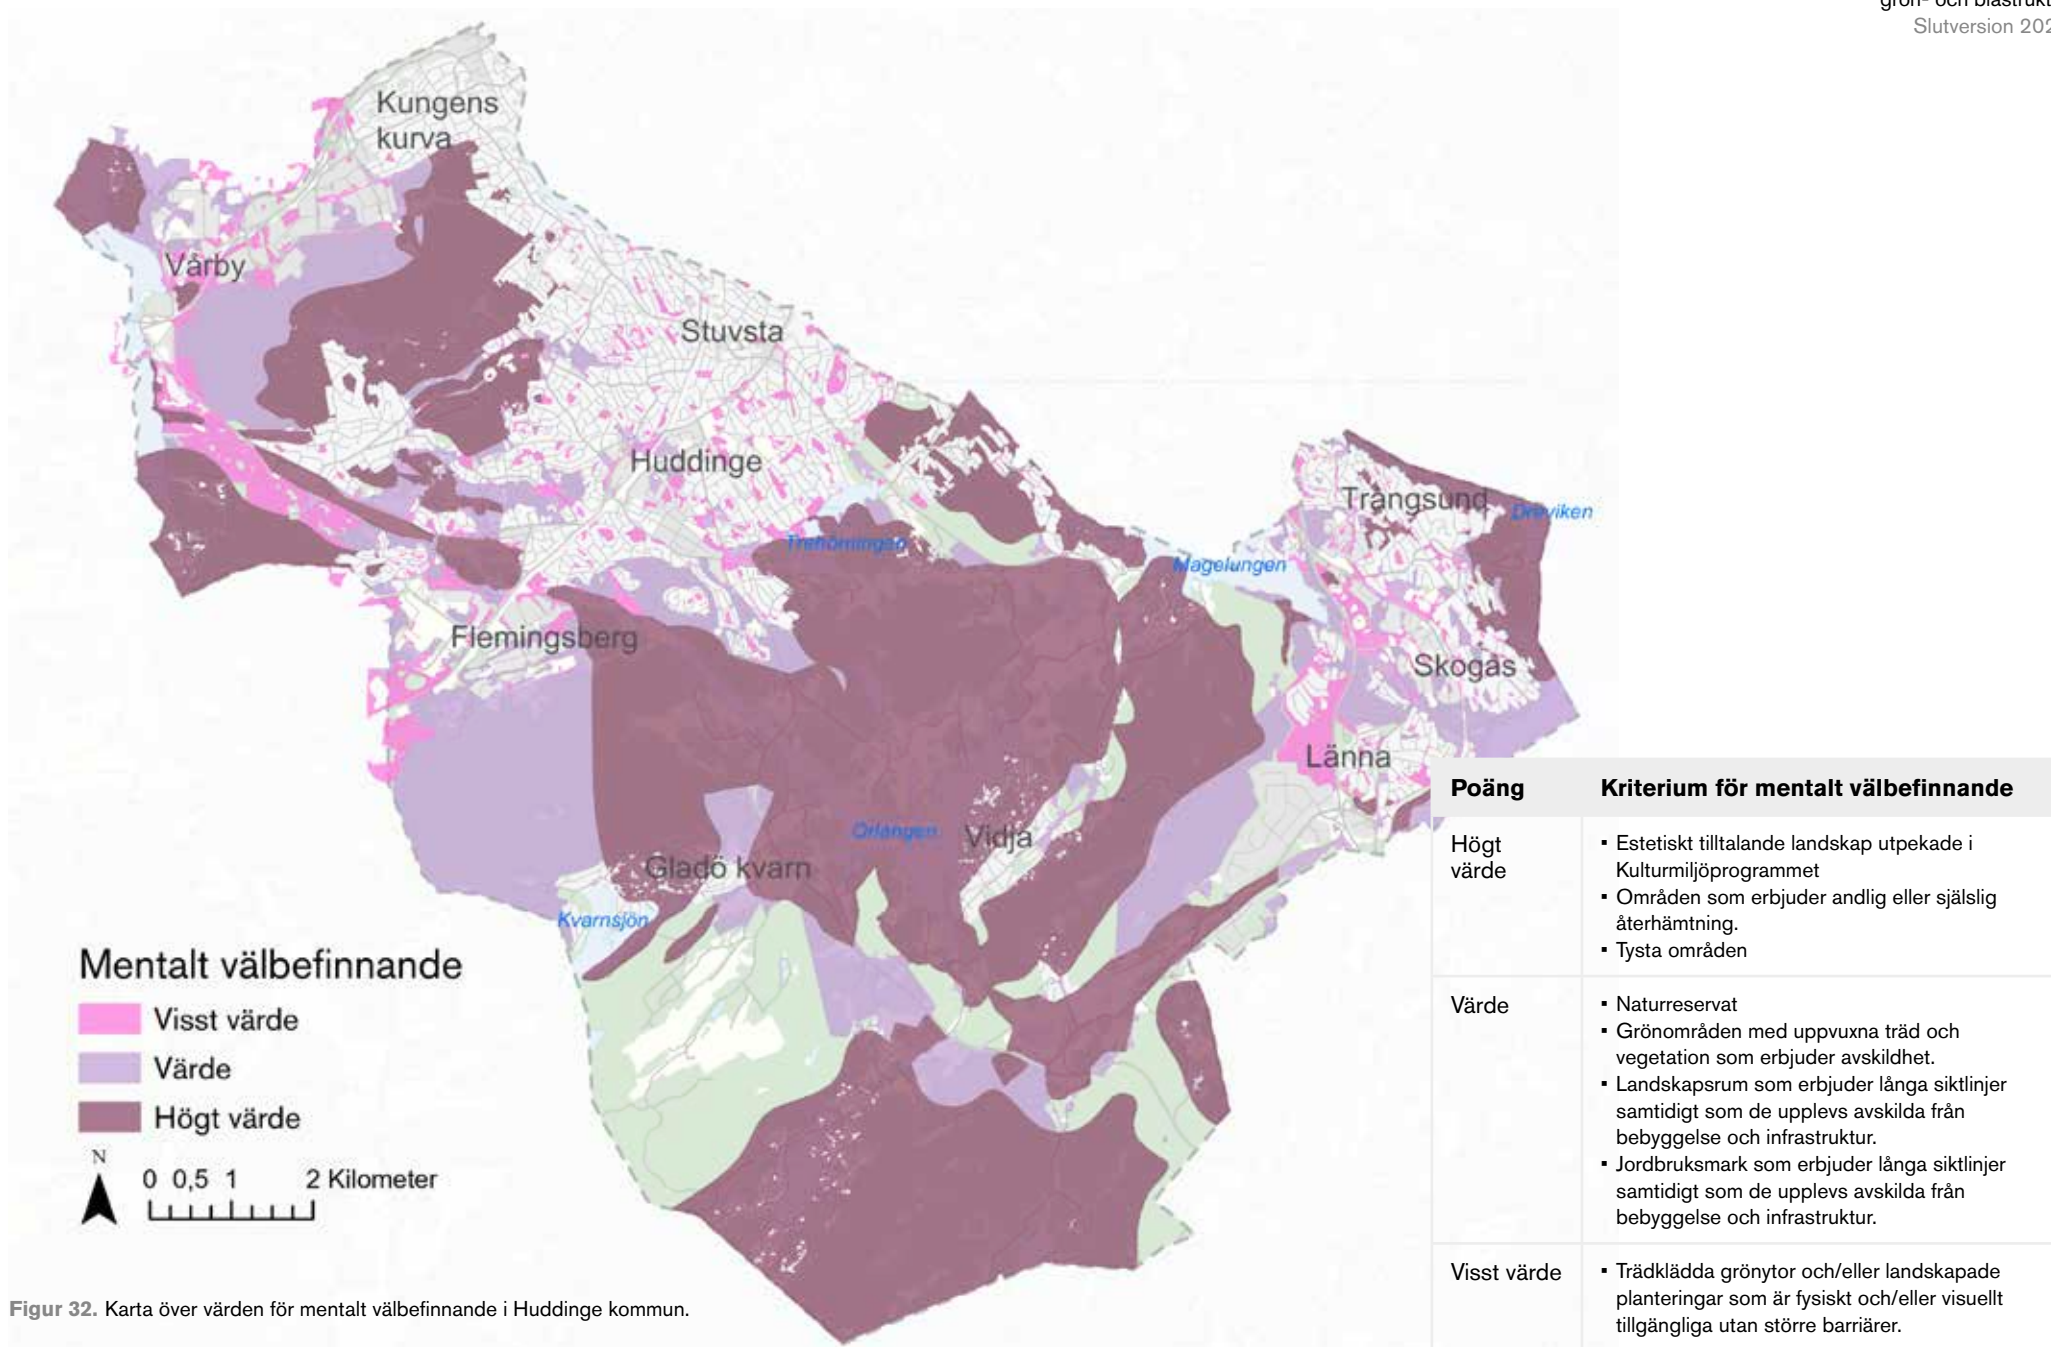 grön- och blåstrukt
Slutversion 202
Kungens
kurva
Vårby
Stuvsta
Huddinge
Trångsund
Drevviken
Trehörningen
Magelungen
Flemingsberg
Skogås
Länna
Orlången
Vidja
Gladö kvarn
Kvarnsjön
Mentalt välbefinnande
Visst värde
Värde
Högt värde
N
0 0,5 1 2 Kilometer
Figur 32. Karta över värden för mentalt välbefinnande i Huddinge kommun.
Poäng Kriterium för mentalt välbefinnande
Högt
värde
▪ Estetiskt tilltalande landskap utpekade i
Kulturmiljöprogrammet
▪ Områden som erbjuder andlig eller själslig
återhämtning.
▪ Tysta områden
Värde
▪ Naturreservat
▪ Grönområden med uppvuxna träd och
vegetation som erbjuder avskildhet.
▪ Landskapsrum som erbjuder långa siktlinjer
samtidigt som de upplevs avskilda från
bebyggelse och infrastruktur.
▪ Jordbruksmark som erbjuder långa siktlinjer
samtidigt som de upplevs avskilda från
bebyggelse och infrastruktur.
Visst värde
▪ Trädklädda grönytor och/eller landskapade
planteringar som är fysiskt och/eller visuellt
tillgängliga utan större barriärer.